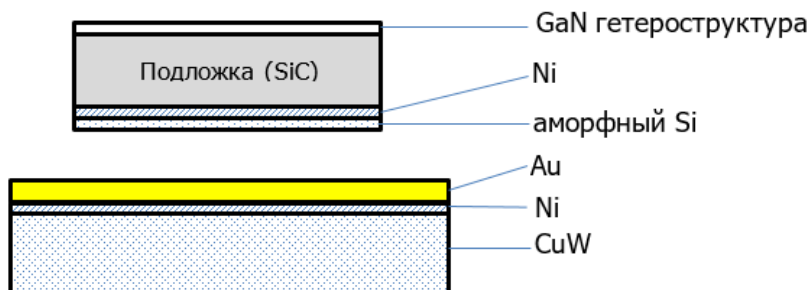 GaN гетероструктура
Подложка (SiC)
Ni
аморфный Si
Au
Ni
CuW